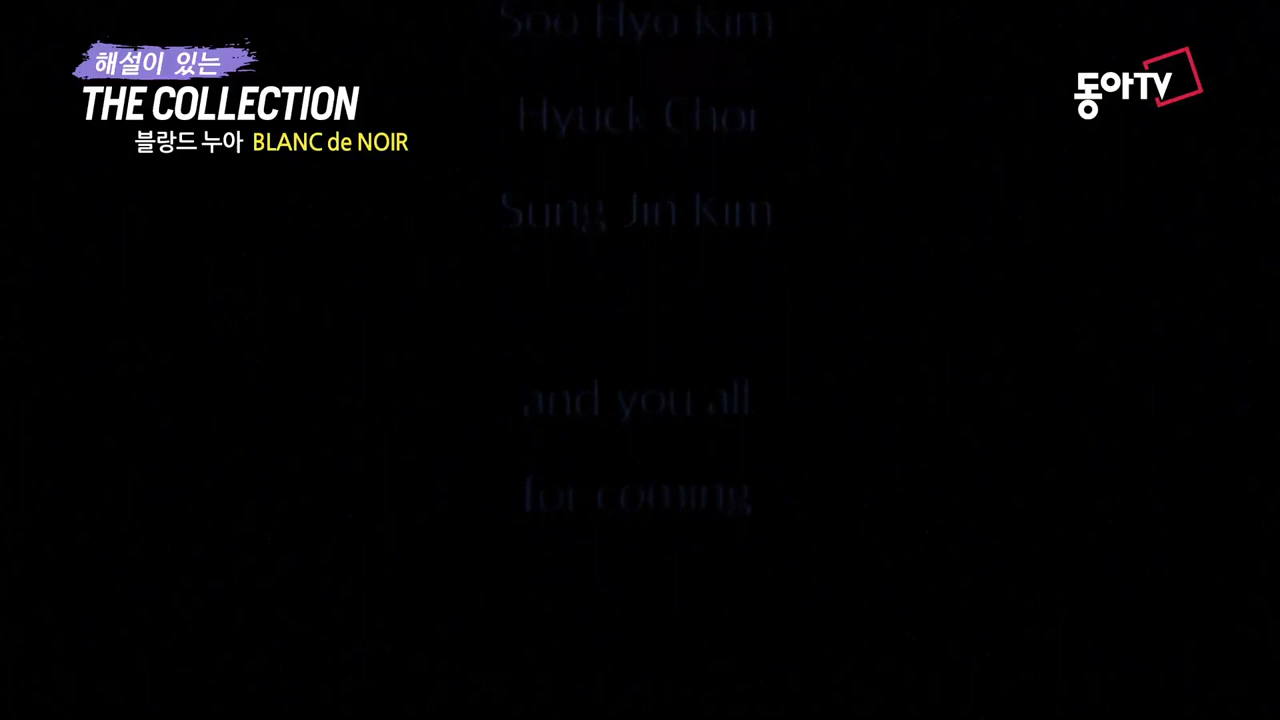 해설이 있는
THE COLLECTION
블랑드 누아 BLANC de NOIR
동아TV
Soo Hyo Kim
Hyuck Choi
Sung Jin Kim
and you all
for coming